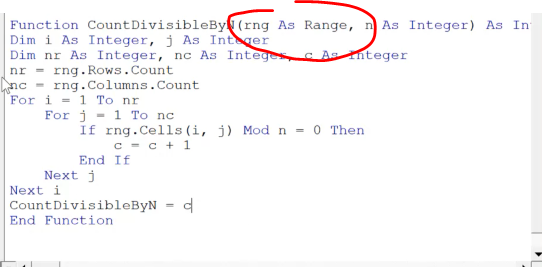 Function CountDivisibleByN(rng As Range, n As Integer) As In
Dim i As Integer, j As Integer
Dim nr As Integer, nc As Integer, c As Integer
nr = rng.Rows.Count
nc = rng.Columns.Count
For i = 1 To nr
    For j = 1 To nc
        If rng.Cells(i, j) Mod n = 0 Then
            c = c + 1
        End If
    Next j
Next i
CountDivisibleByN = c
End Function